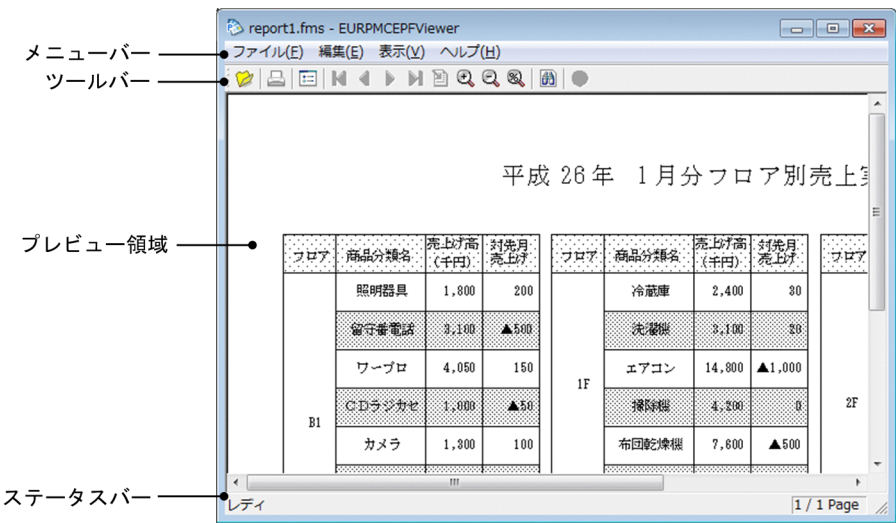 report1.fms - EURPMCEPFViewer
メニューバー
ファイル(F) 編集(E) 表示(V) ヘルプ(H)
ツールバー
平成 26年 1月分フロア別売上実
プレビュー領域
フロア 商品分類名 売上げ高(千円) 対先月売上げ フロア 商品分類名 売上げ高(千円) 対先月売上げ フロア
照明器具 1,800 200 冷蔵庫 2,400 30
留守番電話 3,100 ▲500 洗濯機 3,100 20
ワープロ 4,050 150 エアコン 14,800 ▲1,000
1F
CDラジカセ 1,000 ▲50 掃除機 4,200 0 2F
B1
カメラ 1,300 100 布団乾燥機 7,600 ▲500
ステータスバー
レディ 1 / 1 Page